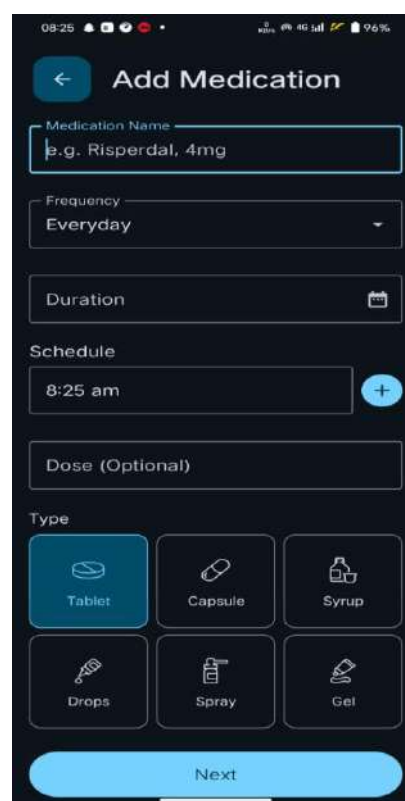 08:25
4G 96%
Add Medication
Medication Name
e.g. Risperdal, 4mg
Frequency
Everyday
Duration
Schedule
8:25 am
+
Dose (Optional)
Type
Tablet Capsule Syrup
Drops Spray Gel
Next